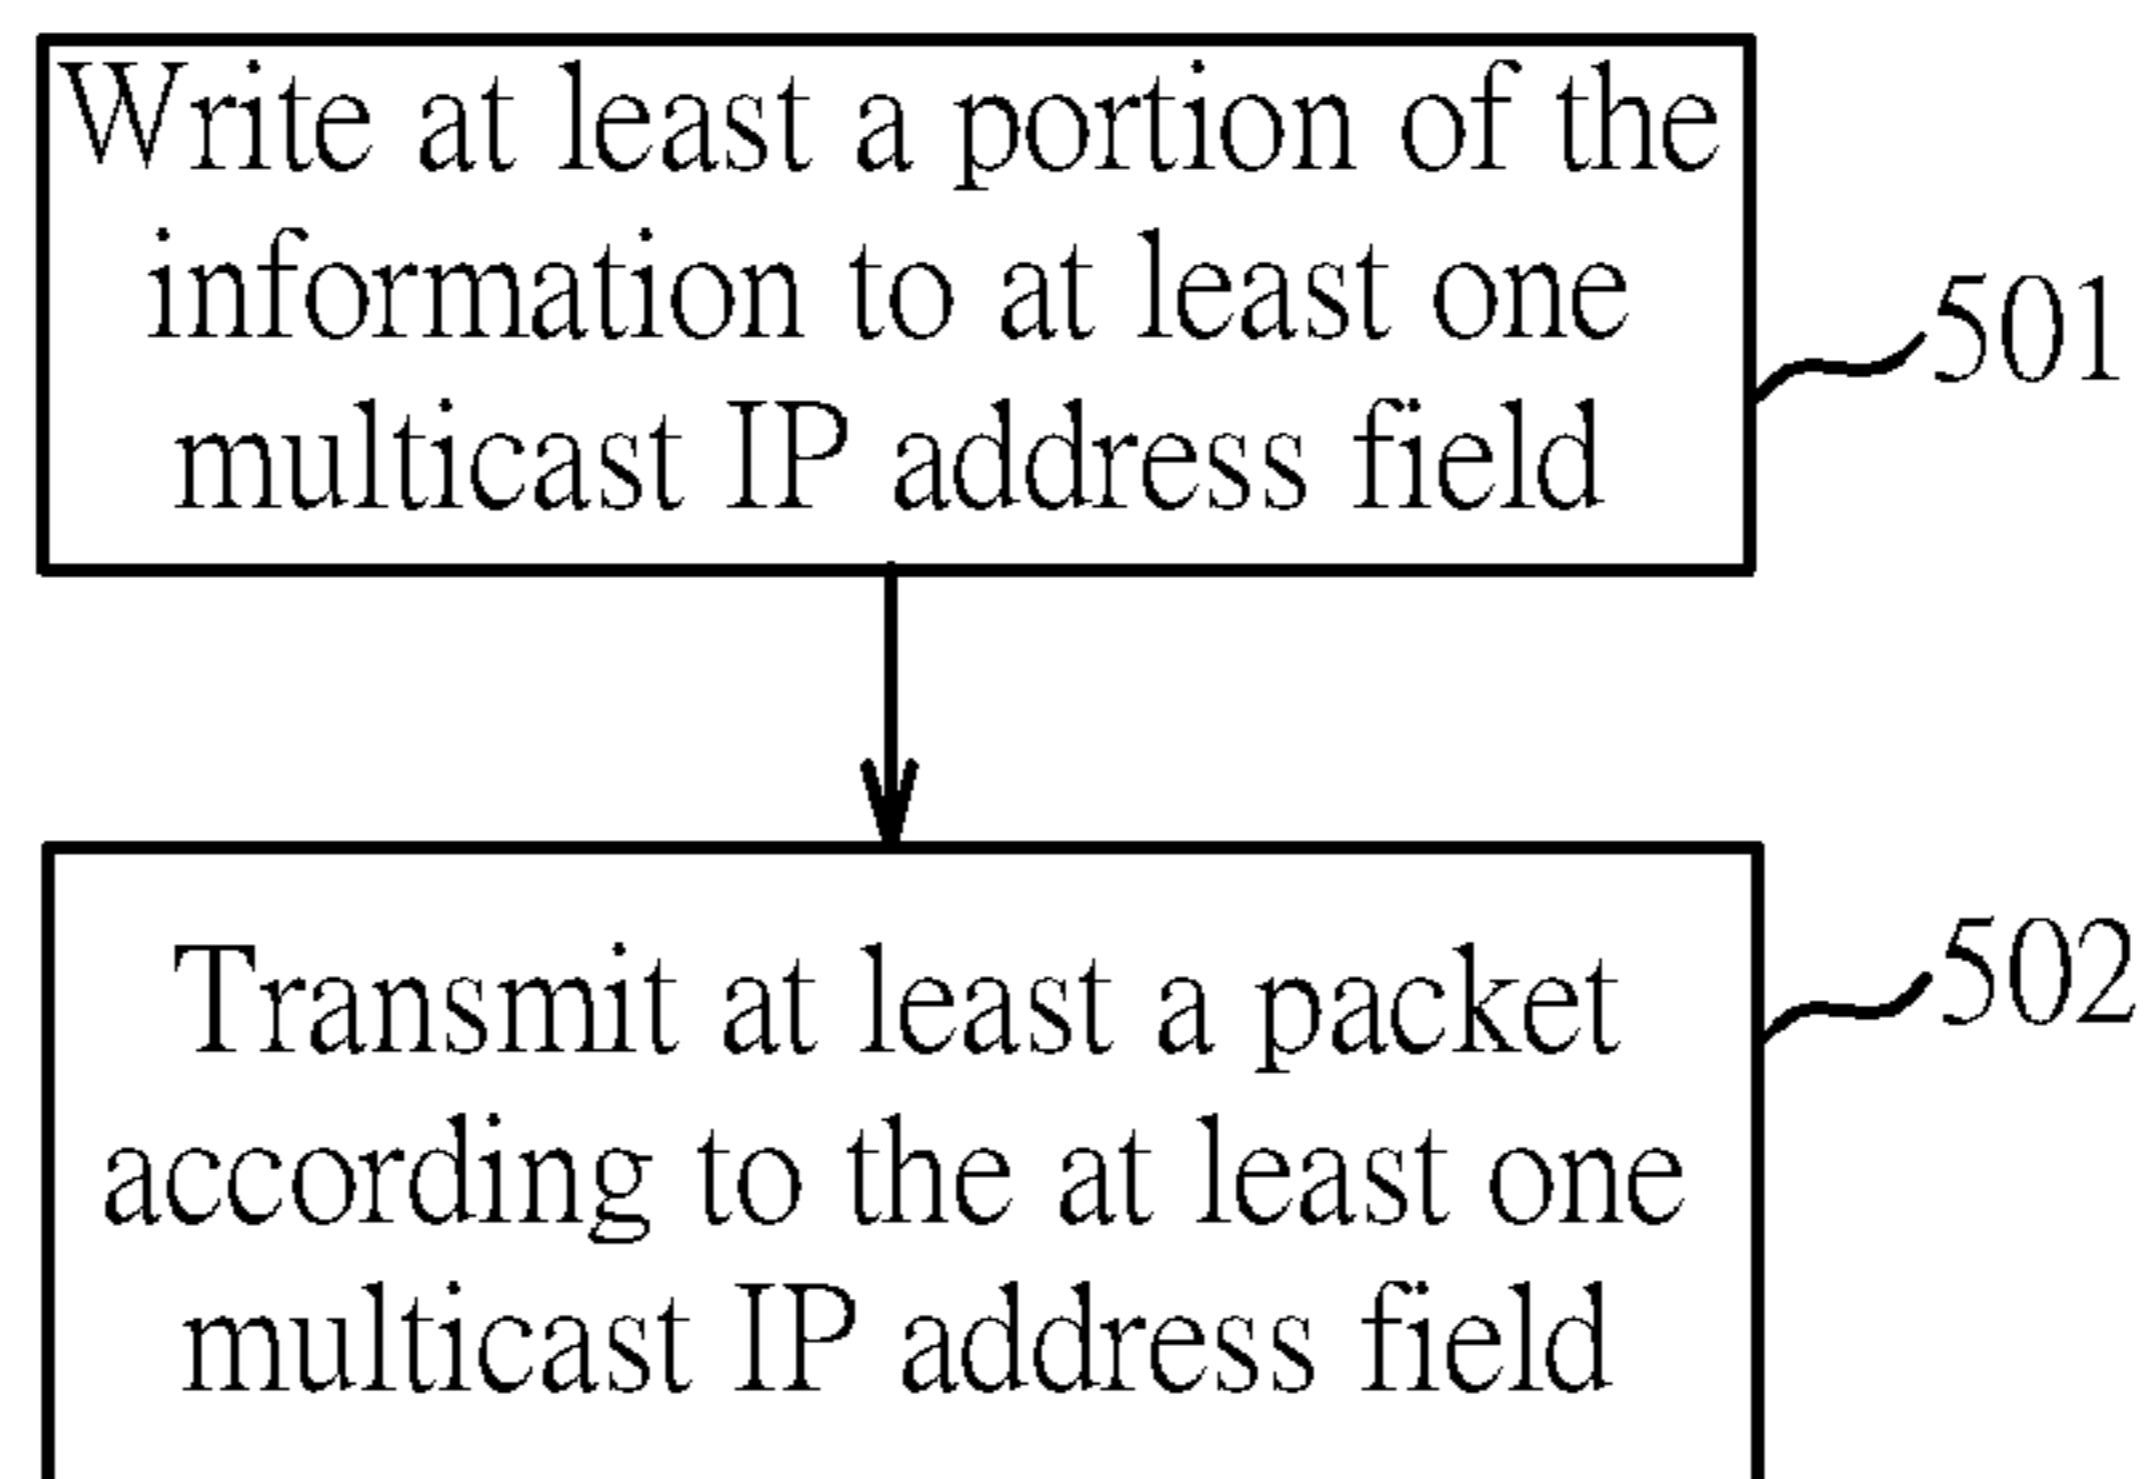 Write at least a portion of the
information to at least one
multicast IP address field
501
Transmit at least a packet
according to the at least one
multicast IP address field
502